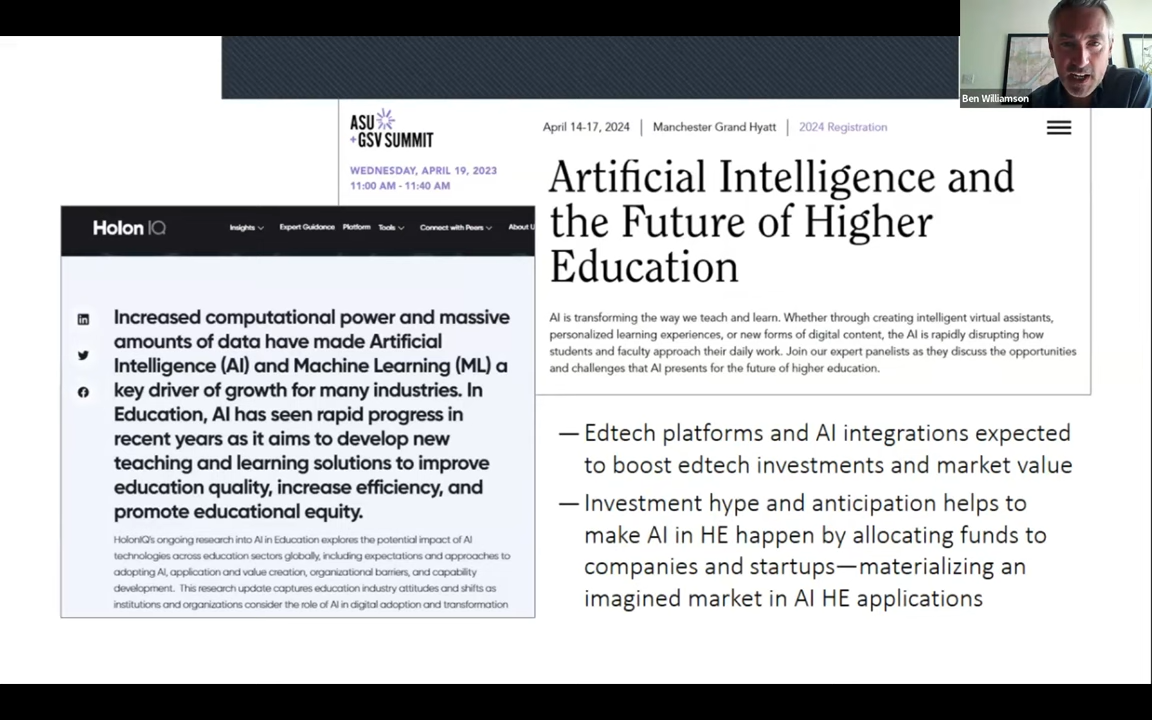 Ben Williamson
ASU
+GSV SUMMIT
April 14-17, 2024
Manchester Grand Hyatt
2024 Registration
WEDNESDAY, APRIL 19, 2023
11:00 AM - 11:40 AM
Artificial Intelligence and
the Future of Higher
Education
AI is transforming the way we teach and learn. Whether through creating intelligent virtual assistants,
personalized learning experiences, or new forms of digital content, the AI is rapidly disrupting how
students and faculty approach their daily work. Join our expert panelists as they discuss the opportunities
and challenges that AI presents for the future of higher education.
Holon IQ
Insights
Expert Guidance
Platform
Tools
Connect with Peers
About U
Increased computational power and massive
amounts of data have made Artificial
Intelligence (AI) and Machine Learning (ML) a
key driver of growth for many industries. In
Education, AI has seen rapid progress in
recent years as it aims to develop new
teaching and learning solutions to improve
education quality, increase efficiency, and
promote educational equity.
HolonIQ's ongoing research into AI in Education explores the potential impact of AI
technologies across education sectors globally, including expectations and approaches to
adopting AI, application and value creation, organizational barriers, and capability
development. This research update captures education industry attitudes and shifts as
institutions and organizations consider the role of AI in digital adoption and transformation
— Edtech platforms and AI integrations expected
to boost edtech investments and market value
— Investment hype and anticipation helps to
make AI in HE happen by allocating funds to
companies and startups—materializing an
imagined market in AI HE applications